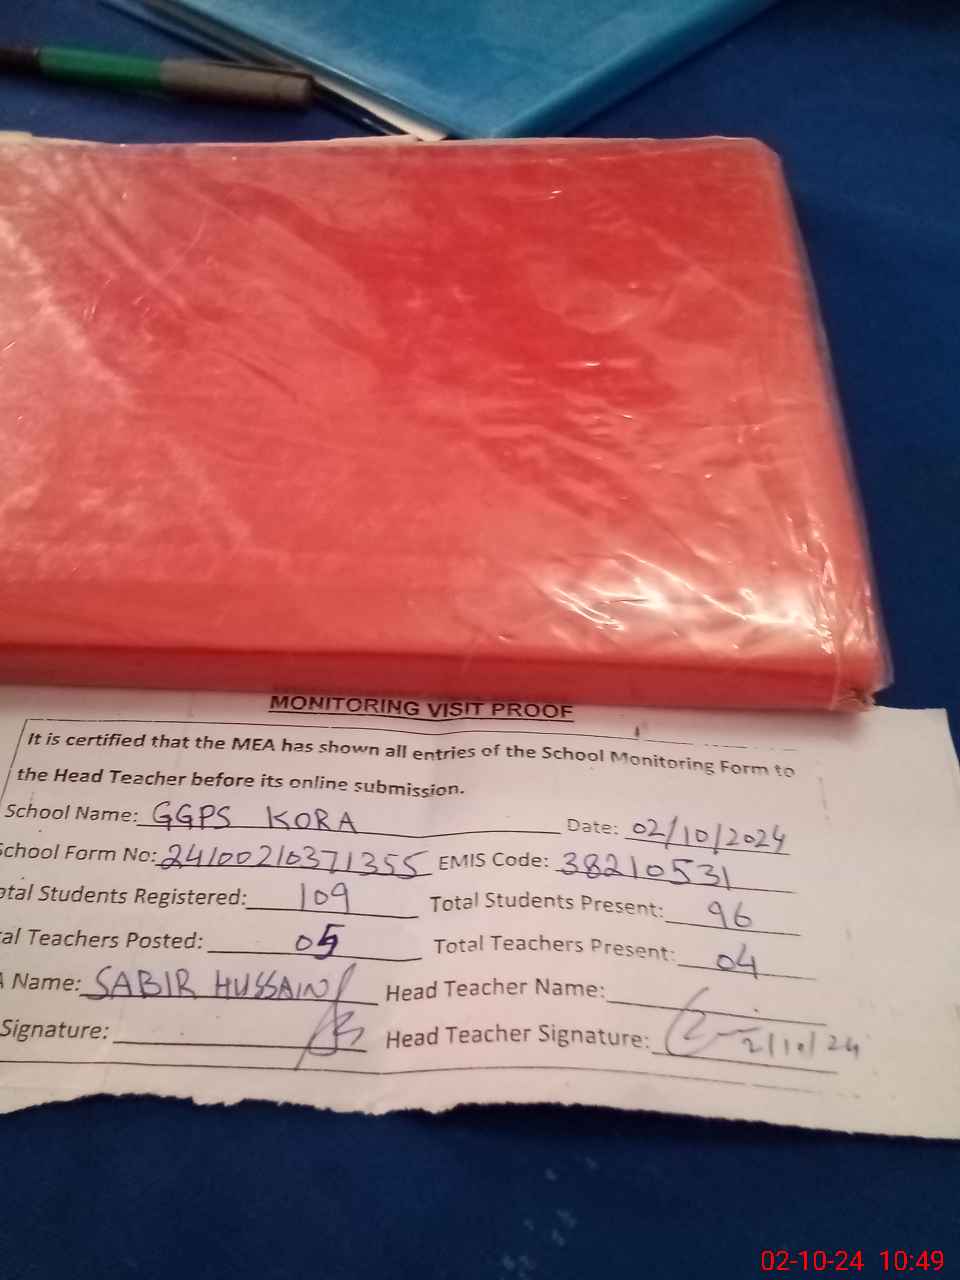 MONITORING VISIT PROOF
It is certified that the MEA has shown all entries of the School Monitoring Form to
the Head Teacher before its online submission.
School Name: GGPS KORA Date: 02/10/2024
School Form No: 2410021037 1355 EMIS Code: 38210531
otal Students Registered: 109 Total Students Present: 96
al Teachers Posted: 05 Total Teachers Present: 04
A Name: SABIR HUSSAIN Head Teacher Name:
Signature: Head Teacher Signature: 2/10/24
02-10-24 10:49